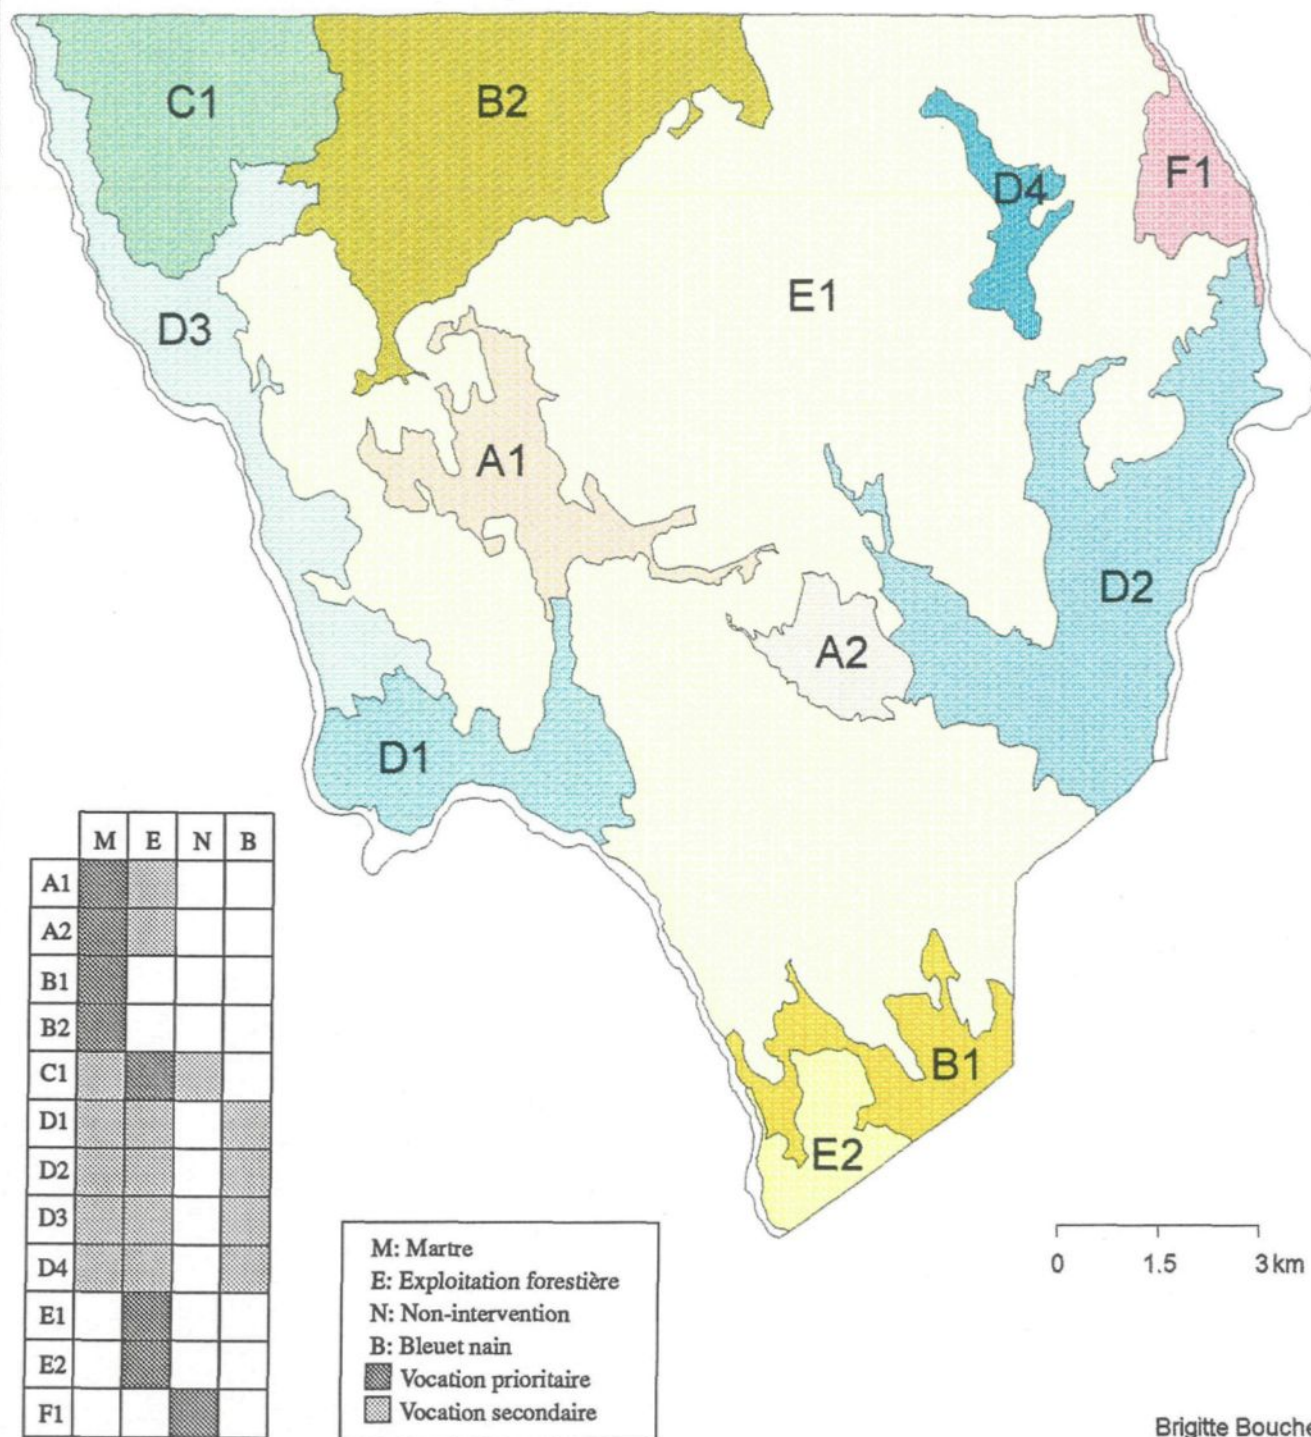 C1
B2
D4
F1
E1
D3
A1
D2
A2
D1
B1
E2
M E N B
A1
A2
B1
B2
C1
D1
D2
D3
D4
E1
E2
F1
M: Martre
E: Exploitation forestière
N: Non-intervention
B: Bleuet nain
Vocation prioritaire
Vocation secondaire
0 1.5 3 km
Brigitte